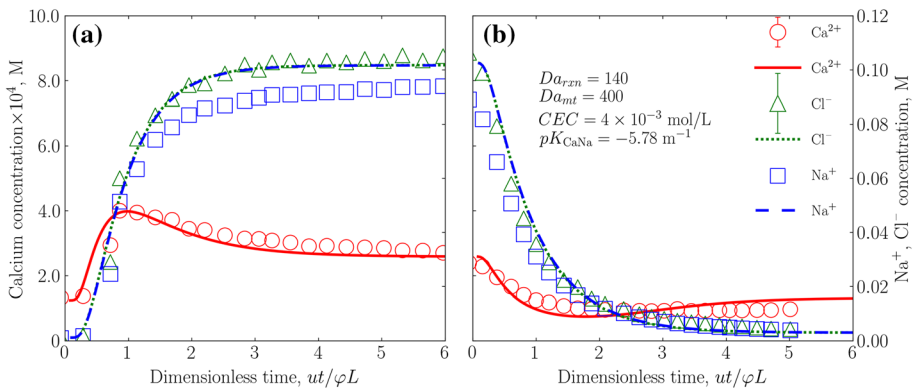 (a)
10.0
8.0
6.0
4.0
2.0
0.0
Calcium concentration×10⁴, M
0 1 2 3 4 5 6
Dimensionless time, ut/φL
(b)
Da_rxn = 140
Da_mt = 400
CEC = 4 × 10⁻³ mol/L
pK_CaNa = −5.78 m⁻¹
Ca²⁺
Ca²⁺
Cl⁻
Cl⁻
Na⁺
Na⁺
0.12
0.10
0.08
0.06
0.04
0.02
0.00
Na⁺, Cl⁻ concentration, M
0 1 2 3 4 5 6
Dimensionless time, ut/φL